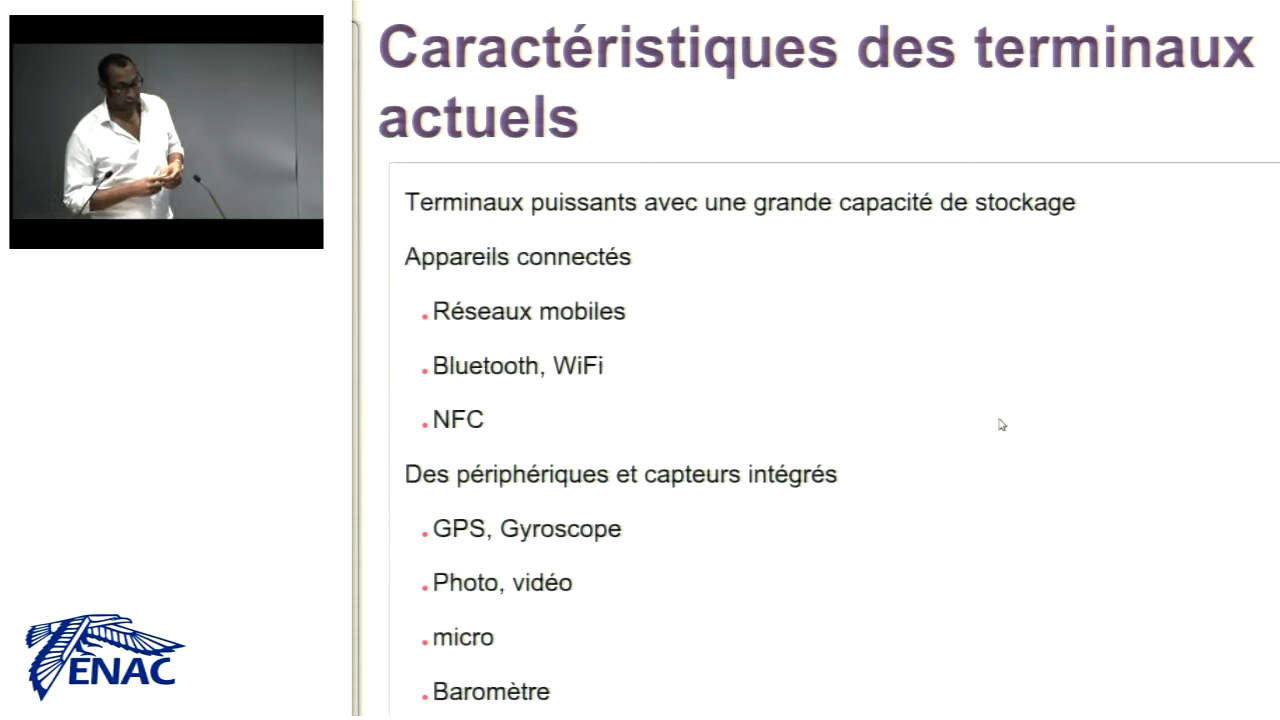 Caractéristiques des terminaux
actuels
Terminaux puissants avec une grande capacité de stockage
Appareils connectés
Réseaux mobiles
Bluetooth, WiFi
NFC
Des périphériques et capteurs intégrés
GPS, Gyroscope
Photo, vidéo
micro
Baromètre
ENAC